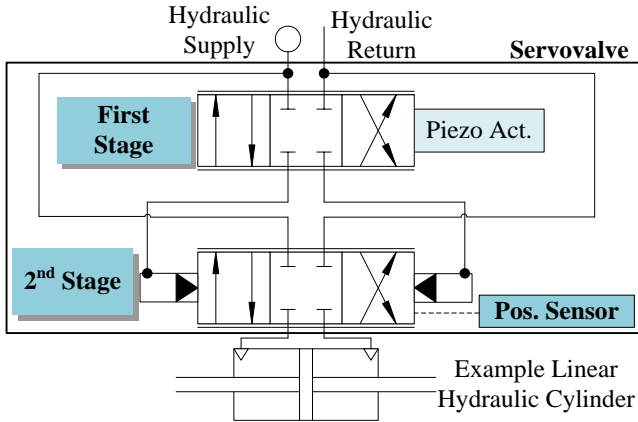 Hydraulic
Supply
Hydraulic
Return
Servovalve
First
Stage
Piezo Act.
2nd Stage
Pos. Sensor
Example Linear
Hydraulic Cylinder